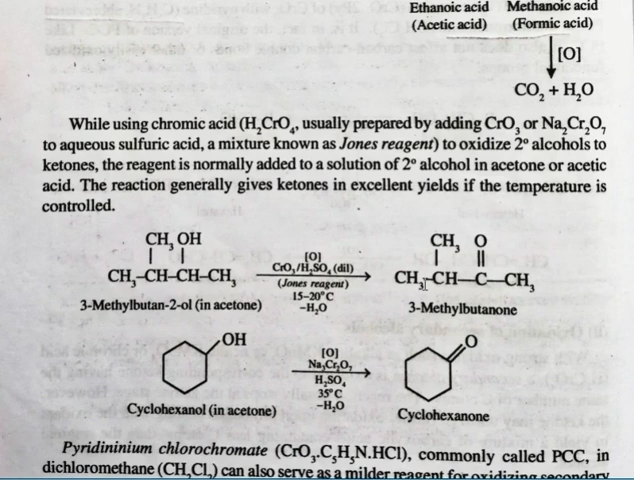 Ethanoic acid Methanoic acid
(Acetic acid) (Formic acid)
[O]
CO₂ + H₂O
While using chromic acid (H₂CrO₄, usually prepared by adding CrO₃ or Na₂Cr₂O₇
to aqueous sulfuric acid, a mixture known as Jones reagent) to oxidize 2° alcohols to
ketones, the reagent is normally added to a solution of 2° alcohol in acetone or acetic
acid. The reaction generally gives ketones in excellent yields if the temperature is
controlled.
CH₃ OH
CH₃–CH–CH–CH₃
3-Methylbutan-2-ol (in acetone)
[O]
CrO₃/H₂SO₄ (dil)
(Jones reagent)
15–20°C
–H₂O
CH₃ O
CH₃–CH–C–CH₃
3-Methylbutanone
OH
Cyclohexanol (in acetone)
[O]
Na₂Cr₂O₇
H₂SO₄
35°C
–H₂O
O
Cyclohexanone
Pyridininium chlorochromate (CrO₃.C₅H₅N.HCl), commonly called PCC, in
dichloromethane (CH₂Cl₂) can also serve as a milder reagent for oxidizing secondary